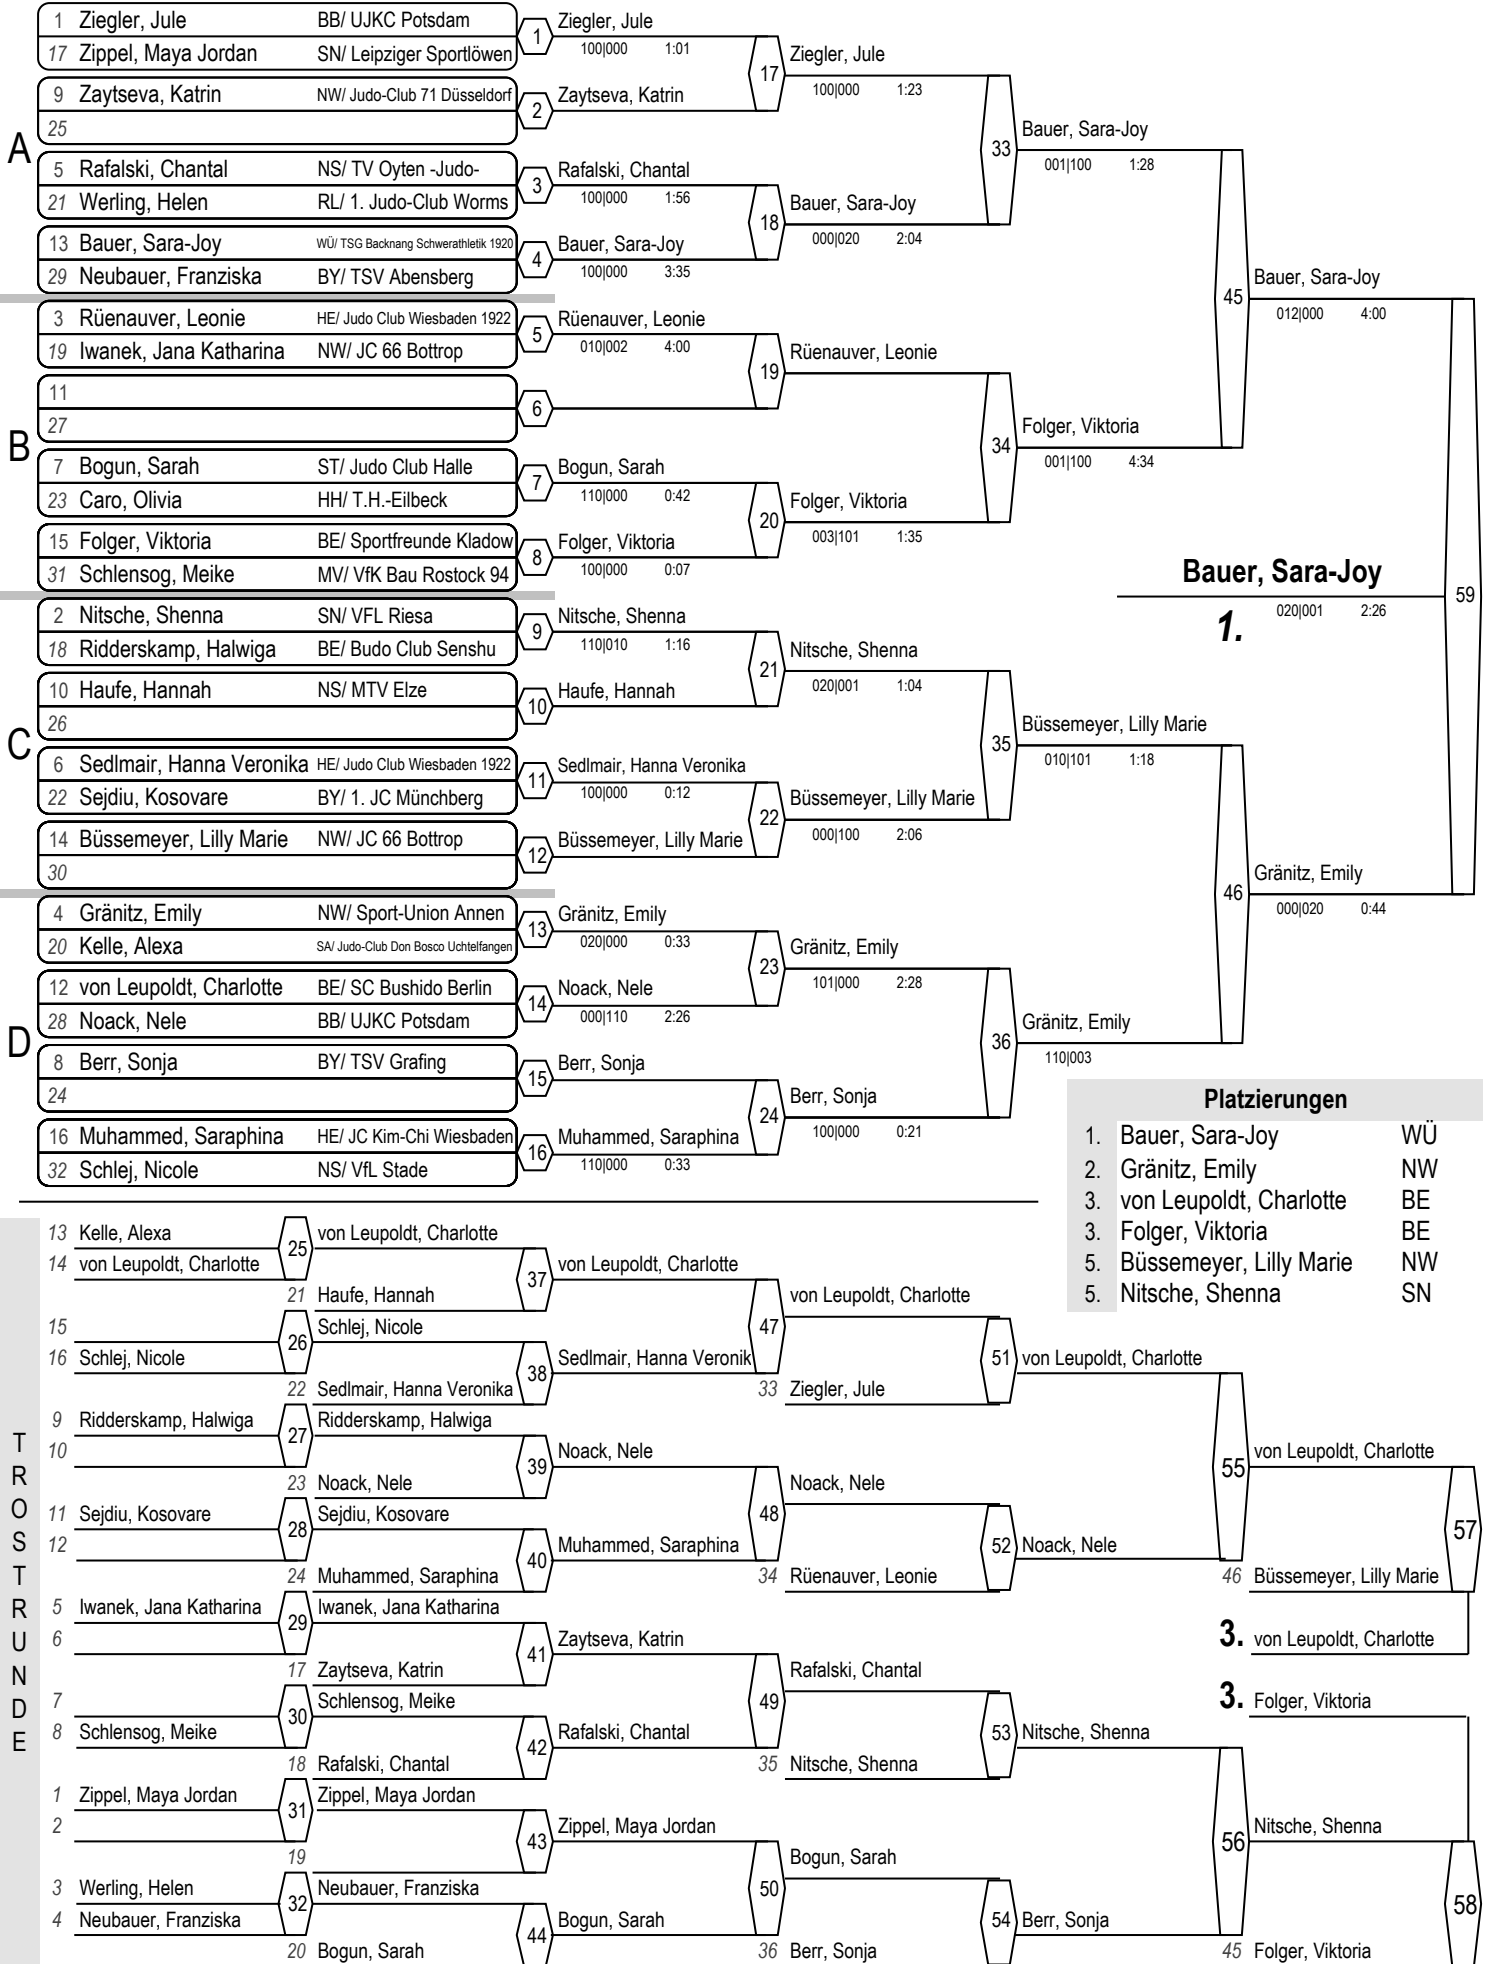 1 Ziegler, Jule BB/ UJKC Potsdam
17 Zippel, Maya Jordan SN/ Leipziger Sportlöwen
9 Zaytseva, Katrin NW/ Judo-Club 71 Düsseldorf
25
A
5 Rafalski, Chantal NS/ TV Oyten -Judo-
21 Werling, Helen RL/ 1. Judo-Club Worms
13 Bauer, Sara-Joy WÜ/ TSG Backnang Schwerathletik 1920
29 Neubauer, Franziska BY/ TSV Abensberg
3 Rüenauver, Leonie HE/ Judo Club Wiesbaden 1922
19 Iwanek, Jana Katharina NW/ JC 66 Bottrop
11
27
B
7 Bogun, Sarah ST/ Judo Club Halle
23 Caro, Olivia HH/ T.H.-Eilbeck
15 Folger, Viktoria BE/ Sportfreunde Kladow
31 Schlensog, Meike MV/ VfK Bau Rostock 94
2 Nitsche, Shenna SN/ VFL Riesa
18 Ridderskamp, Halwiga BE/ Budo Club Senshu
10 Haufe, Hannah NS/ MTV Elze
26
C
6 Sedlmair, Hanna Veronika HE/ Judo Club Wiesbaden 1922
22 Sejdiu, Kosovare BY/ 1. JC Münchberg
14 Büssemeyer, Lilly Marie NW/ JC 66 Bottrop
30
4 Gränitz, Emily NW/ Sport-Union Annen
20 Kelle, Alexa SA/ Judo-Club Don Bosco Uchtelfangen
12 von Leupoldt, Charlotte BE/ SC Bushido Berlin
28 Noack, Nele BB/ UJKC Potsdam
D
8 Berr, Sonja BY/ TSV Grafing
24
16 Muhammed, Saraphina HE/ JC Kim-Chi Wiesbaden
32 Schlej, Nicole NS/ VfL Stade
1 Ziegler, Jule
100|000 1:01
2 Zaytseva, Katrin
3 Rafalski, Chantal
100|000 1:56
4 Bauer, Sara-Joy
100|000 3:35
5 Rüenauver, Leonie
010|002 4:00
6
7 Bogun, Sarah
110|000 0:42
8 Folger, Viktoria
100|000 0:07
9 Nitsche, Shenna
110|010 1:16
10 Haufe, Hannah
11 Sedlmair, Hanna Veronika
100|000 0:12
12 Büssemeyer, Lilly Marie
13 Gränitz, Emily
020|000 0:33
14 Noack, Nele
000|110 2:26
15 Berr, Sonja
16 Muhammed, Saraphina
110|000 0:33
17 Ziegler, Jule
100|000 1:23
18 Bauer, Sara-Joy
000|020 2:04
19 Rüenauver, Leonie
20 Folger, Viktoria
003|101 1:35
21 Nitsche, Shenna
020|001 1:04
22 Büssemeyer, Lilly Marie
000|100 2:06
23 Gränitz, Emily
101|000 2:28
24 Berr, Sonja
100|000 0:21
33 Bauer, Sara-Joy
001|100 1:28
34 Folger, Viktoria
001|100 4:34
35 Büssemeyer, Lilly Marie
010|101 1:18
36 Gränitz, Emily
110|003
45 Bauer, Sara-Joy
012|000 4:00
46 Gränitz, Emily
000|020 0:44
59
Bauer, Sara-Joy
1. 020|001 2:26
Platzierungen
1. Bauer, Sara-Joy WÜ
2. Gränitz, Emily NW
3. von Leupoldt, Charlotte BE
3. Folger, Viktoria BE
5. Büssemeyer, Lilly Marie NW
5. Nitsche, Shenna SN
TROSTRUNDE
13 Kelle, Alexa
14 von Leupoldt, Charlotte
15
16 Schlej, Nicole
9 Ridderskamp, Halwiga
10
11 Sejdiu, Kosovare
12
5 Iwanek, Jana Katharina
6
7
8 Schlensog, Meike
1 Zippel, Maya Jordan
2
3 Werling, Helen
4 Neubauer, Franziska
25 von Leupoldt, Charlotte
21 Haufe, Hannah
26 Schlej, Nicole
22 Sedlmair, Hanna Veronika
27 Ridderskamp, Halwiga
23 Noack, Nele
28 Sejdiu, Kosovare
24 Muhammed, Saraphina
29 Iwanek, Jana Katharina
17 Zaytseva, Katrin
30 Schlensog, Meike
18 Rafalski, Chantal
31 Zippel, Maya Jordan
19
32 Neubauer, Franziska
20 Bogun, Sarah
37 von Leupoldt, Charlotte
38 Sedlmair, Hanna Veronik
39 Noack, Nele
40 Muhammed, Saraphina
41 Zaytseva, Katrin
42 Rafalski, Chantal
43 Zippel, Maya Jordan
44 Bogun, Sarah
47 von Leupoldt, Charlotte
33 Ziegler, Jule
48 Noack, Nele
34 Rüenauver, Leonie
49 Rafalski, Chantal
35 Nitsche, Shenna
50 Bogun, Sarah
36 Berr, Sonja
51 von Leupoldt, Charlotte
52 Noack, Nele
53 Nitsche, Shenna
54 Berr, Sonja
55 von Leupoldt, Charlotte
46 Büssemeyer, Lilly Marie
57
3. von Leupoldt, Charlotte
3. Folger, Viktoria
56 Nitsche, Shenna
45 Folger, Viktoria
58